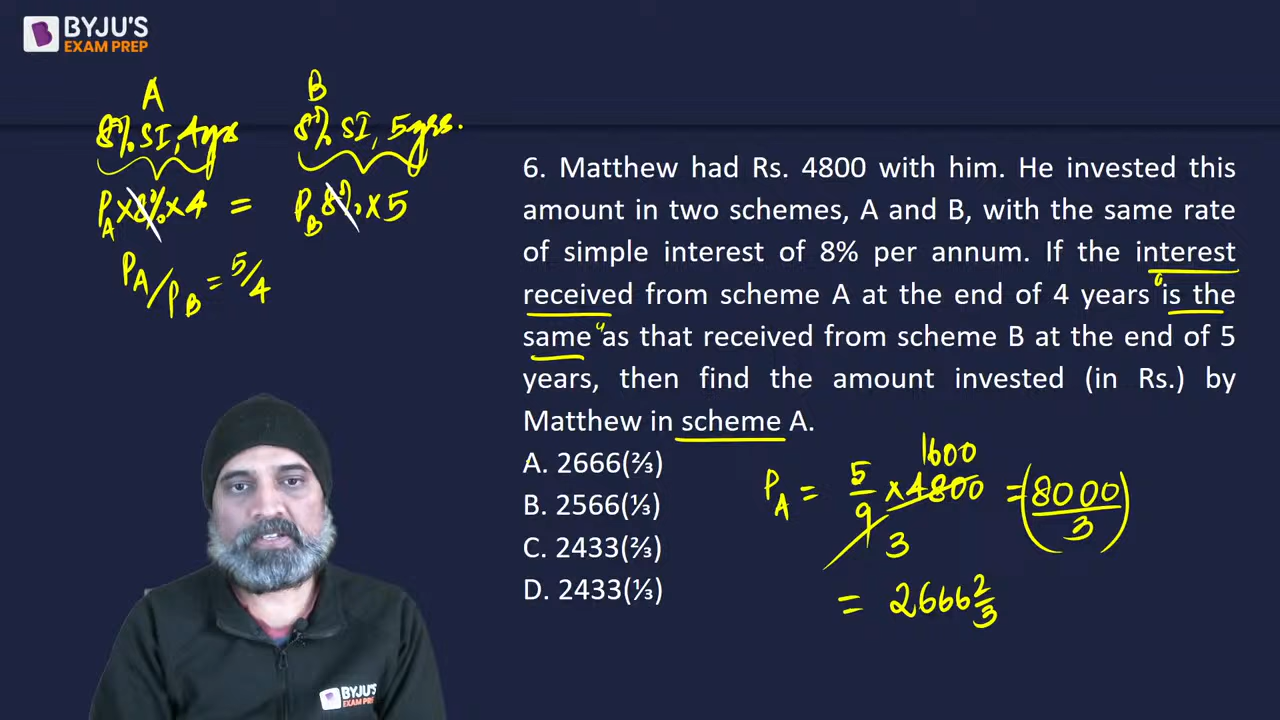 BYJU'S
EXAM PREP
A
8% SI, 4yrs
P_A × 8% × 4 =
P_A/P_B = 5/4
B
8% SI, 5yrs.
P_B 8% × 5
6. Matthew had Rs. 4800 with him. He invested this
amount in two schemes, A and B, with the same rate
of simple interest of 8% per annum. If the interest
received from scheme A at the end of 4 years "is the
same" as that received from scheme B at the end of 5
years, then find the amount invested (in Rs.) by
Matthew in scheme A.
A. 2666(⅔)
B. 2566(⅓)
C. 2433(⅔)
D. 2433(⅓)
1600
P_A = 5/9 × 4800 = (8000/3)
3
= 2666 2/3
BYJU'S
EXAM PREP